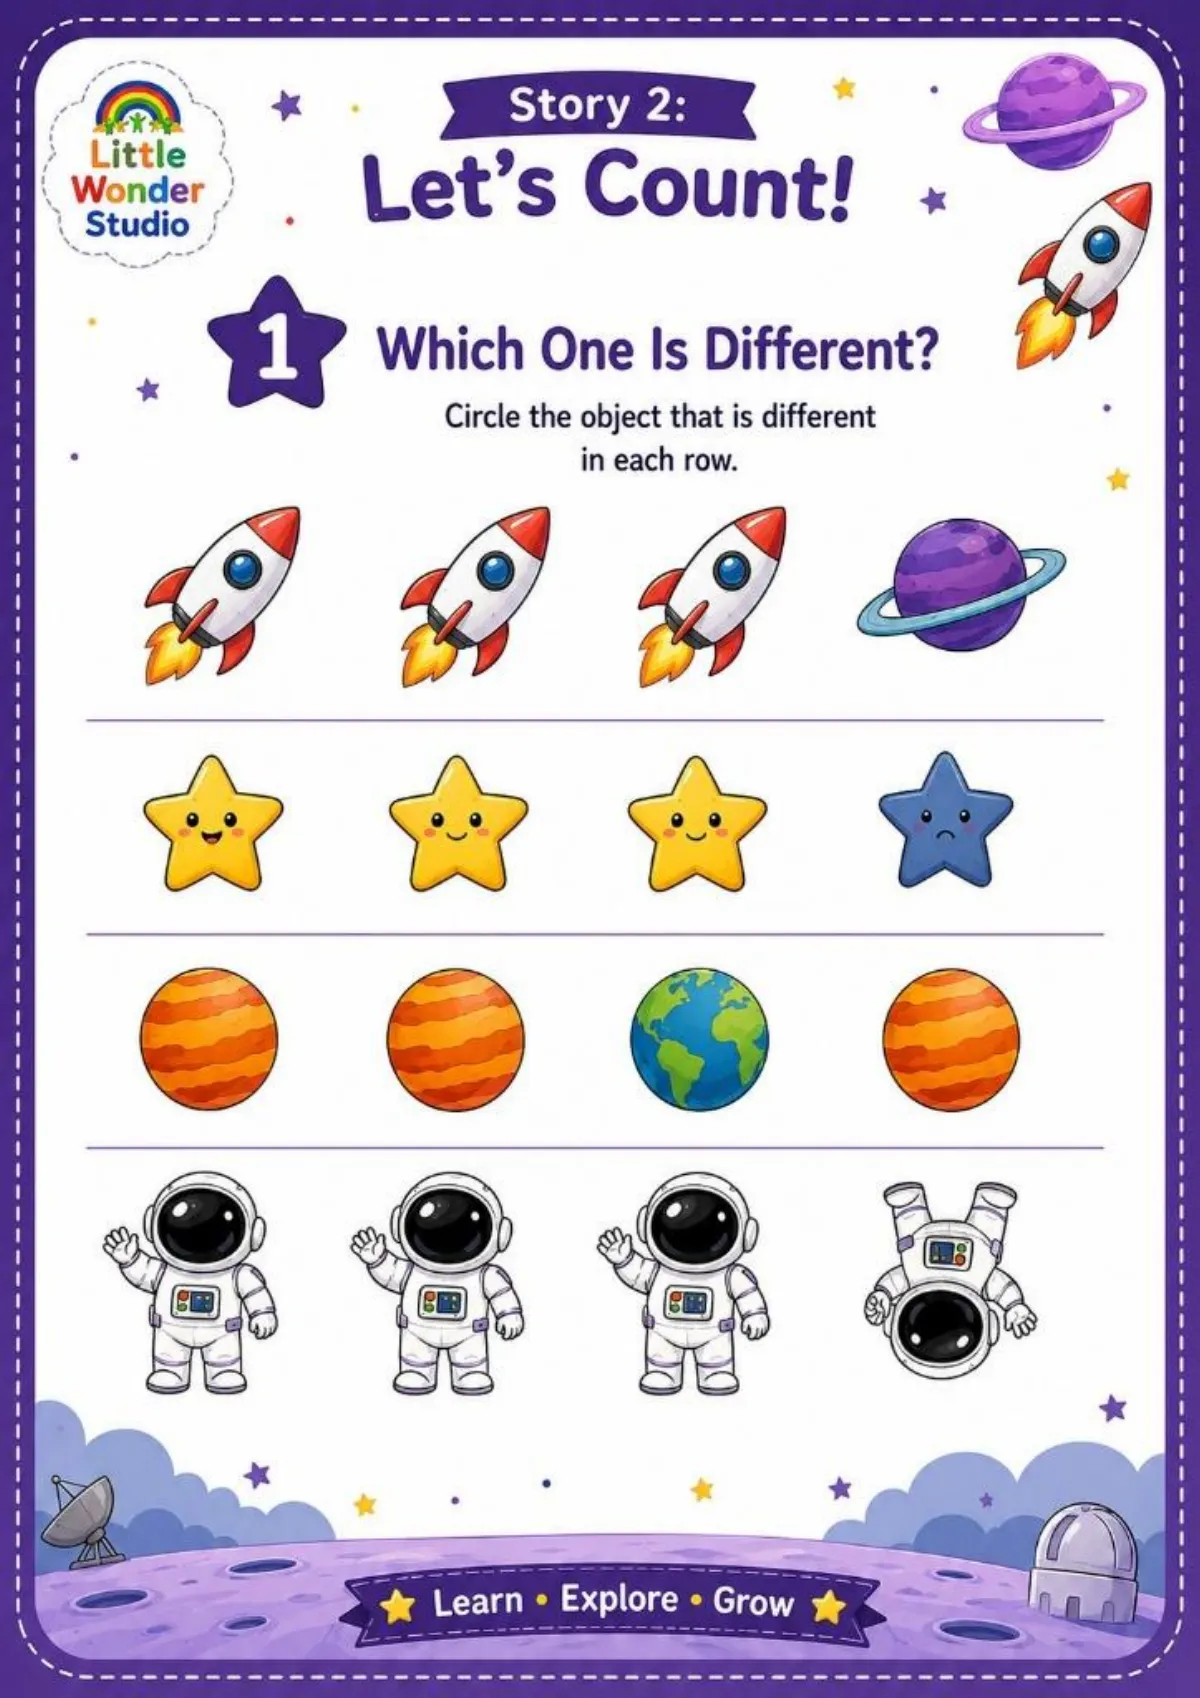 Little
Wonder
Studio
Story 2:
Let's Count!
1
Which One Is Different?
Circle the object that is different
in each row.
Learn • Explore • Grow